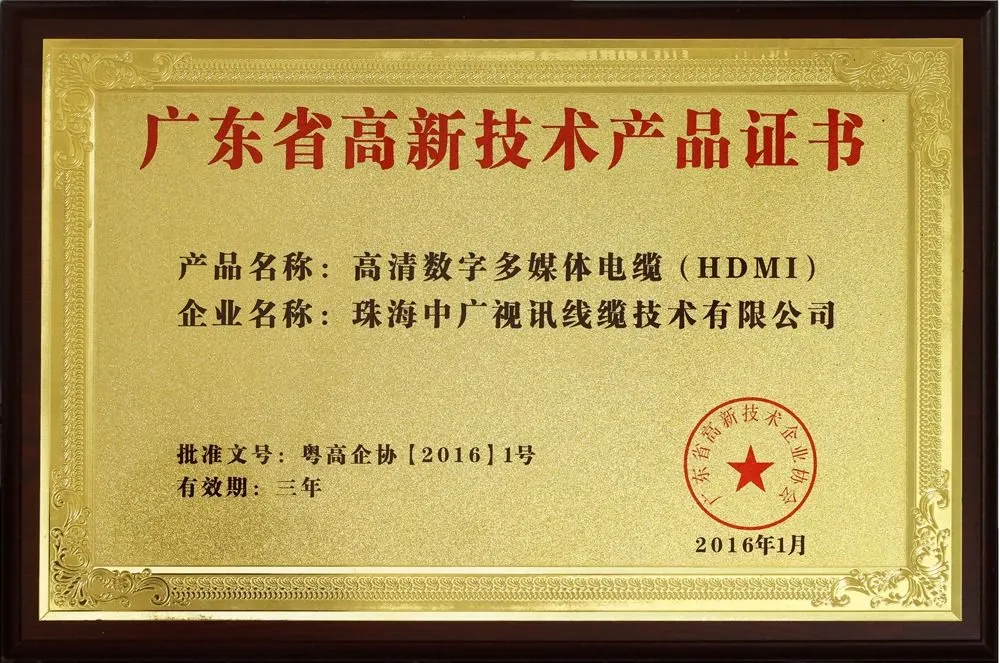 广东省高新技术产品证书
产品名称：高清数字多媒体电缆（HDMI）
企业名称：珠海中广视讯线缆技术有限公司
批准文号：粤高企协【2016】1号
有效期：三年
广东省高新技术企业协会
2016年1月